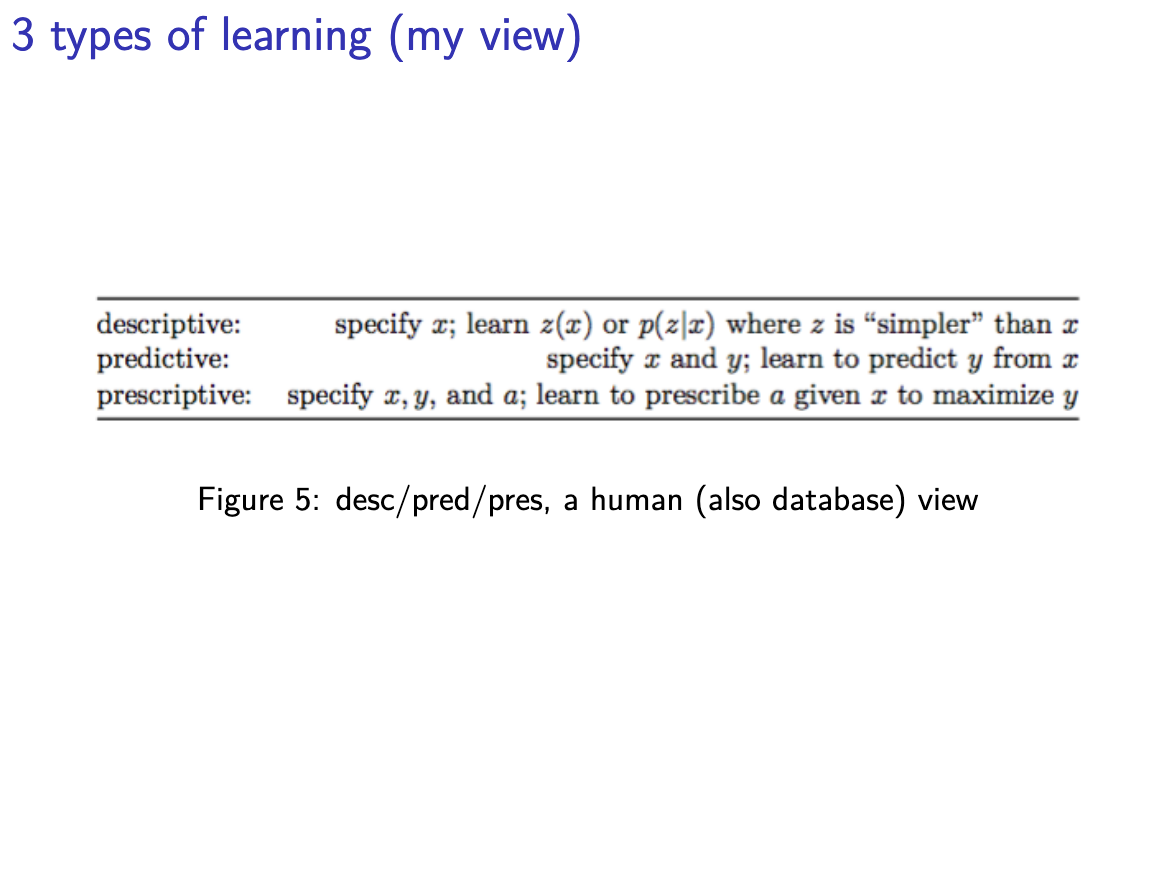 3 types of learning (my view)
descriptive: specify x; learn z(x) or p(z|x) where z is “simpler” than x
predictive: specify x and y; learn to predict y from x
prescriptive: specify x, y, and a; learn to prescribe a given x to maximize y
Figure 5: desc/pred/pres, a human (also database) view